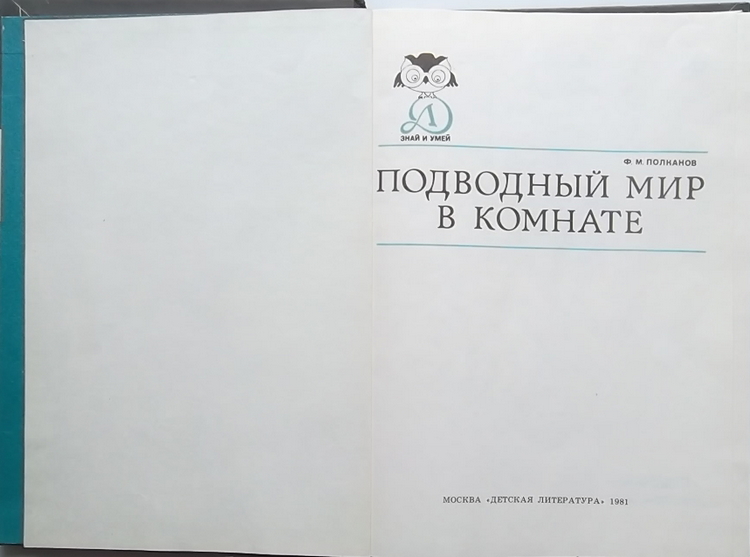 ЗНАЙ И УМЕЙ
Ф. М. ПОЛКАНОВ
ПОДВОДНЫЙ МИР
В КОМНАТЕ
МОСКВА «ДЕТСКАЯ ЛИТЕРАТУРА» 1981